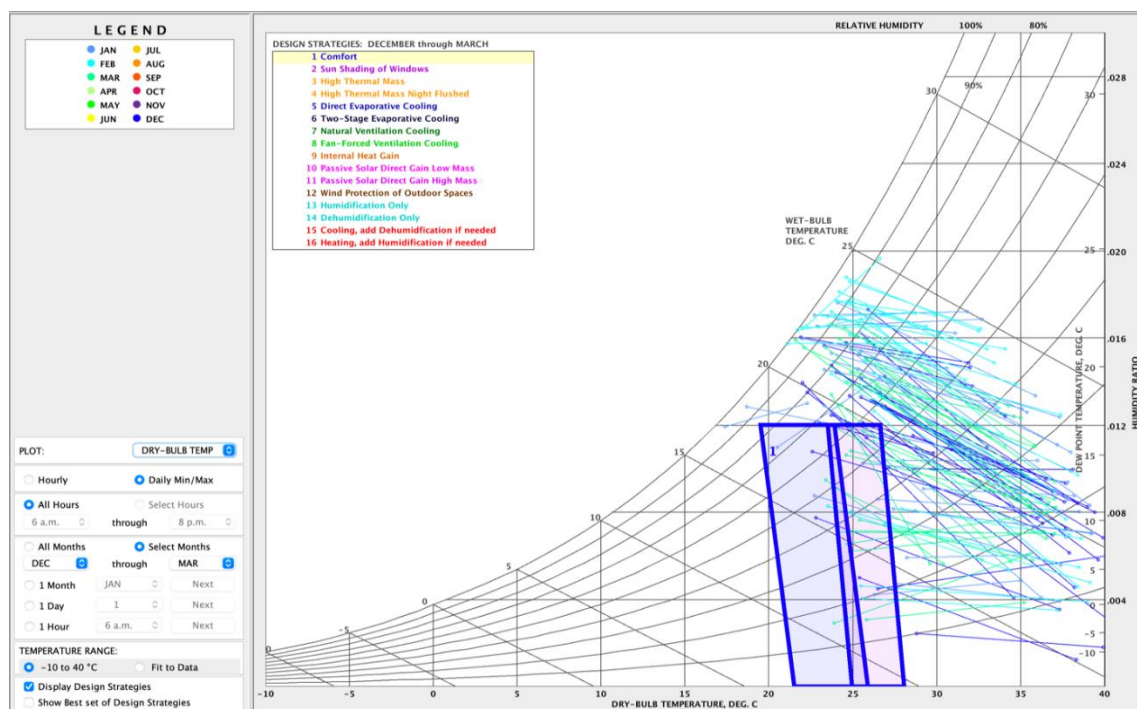 LEGEND
JAN JUL
FEB AUG
MAR SEP
APR OCT
MAY NOV
JUN DEC
PLOT: DRY-BULB TEMP
Hourly Daily Min/Max
All Hours Select Hours
6 a.m. through 8 p.m.
All Months Select Months
DEC through MAR
1 Month JAN Next
1 Day 1 Next
1 Hour 6 a.m. Next
TEMPERATURE RANGE:
-10 to 40 °C Fit to Data
Display Design Strategies
Show Best set of Design Strategies
RELATIVE HUMIDITY 100% 80%
DESIGN STRATEGIES: DECEMBER through MARCH
1 Comfort
2 Sun Shading of Windows
3 High Thermal Mass
4 High Thermal Mass Night Flushed
5 Direct Evaporative Cooling
6 Two-Stage Evaporative Cooling
7 Natural Ventilation Cooling
8 Fan-Forced Ventilation Cooling
9 Internal Heat Gain
10 Passive Solar Direct Gain Low Mass
11 Passive Solar Direct Gain High Mass
12 Wind Protection of Outdoor Spaces
13 Humidification Only
14 Dehumidification Only
15 Cooling, add Dehumidfication if needed
16 Heating, add Humidification if needed
90%
WET-BULB
TEMPERATURE
DEG. C
0
-5
0
5
10
15
20
25
30
1
30
25
20
15
10
5
0
-5
-10
DEW POINT TEMPERATURE, DEG. C
.028
.024
.020
.016
.012
.008
.004
HUMIDITY RATIO
-10 -5 0 5 10 15 20 25 30 35 40
DRY-BULB TEMPERATURE, DEG. C